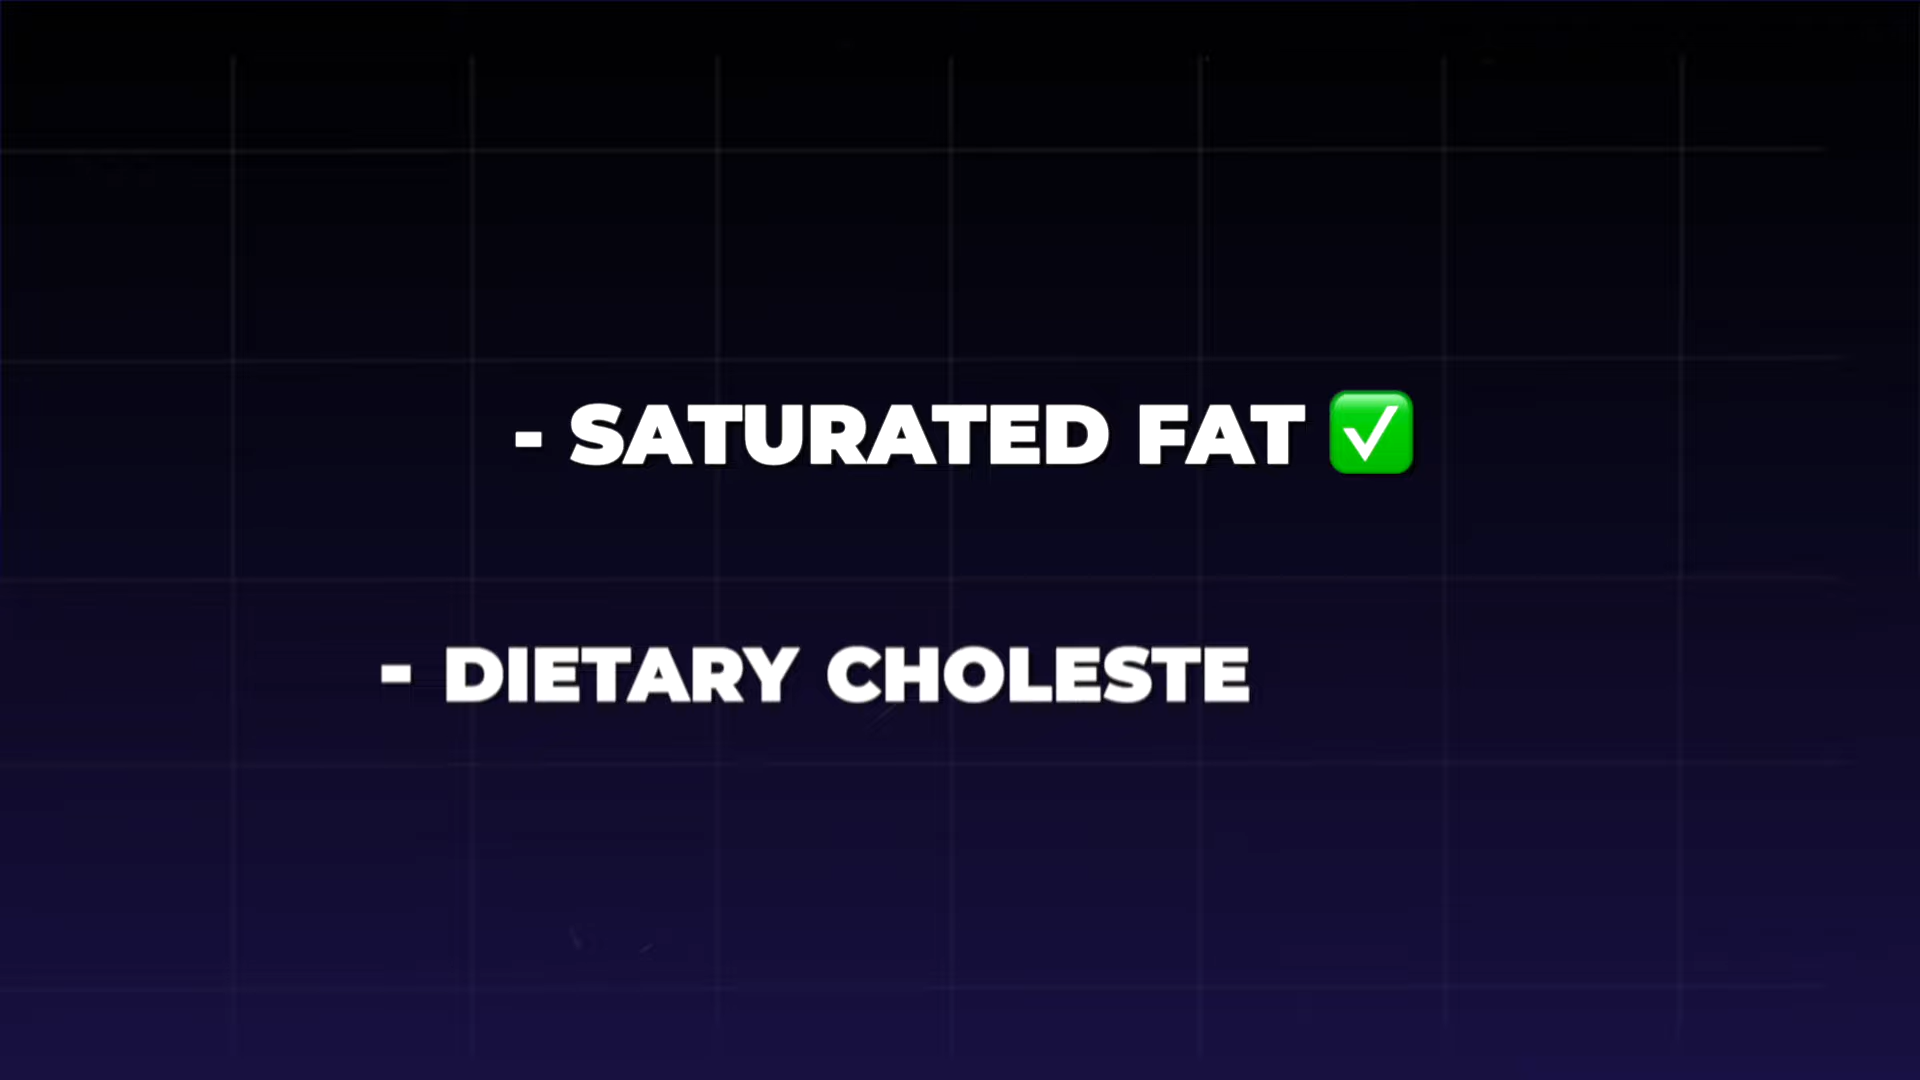 - SATURATED FAT ✅
- DIETARY CHOLESTE